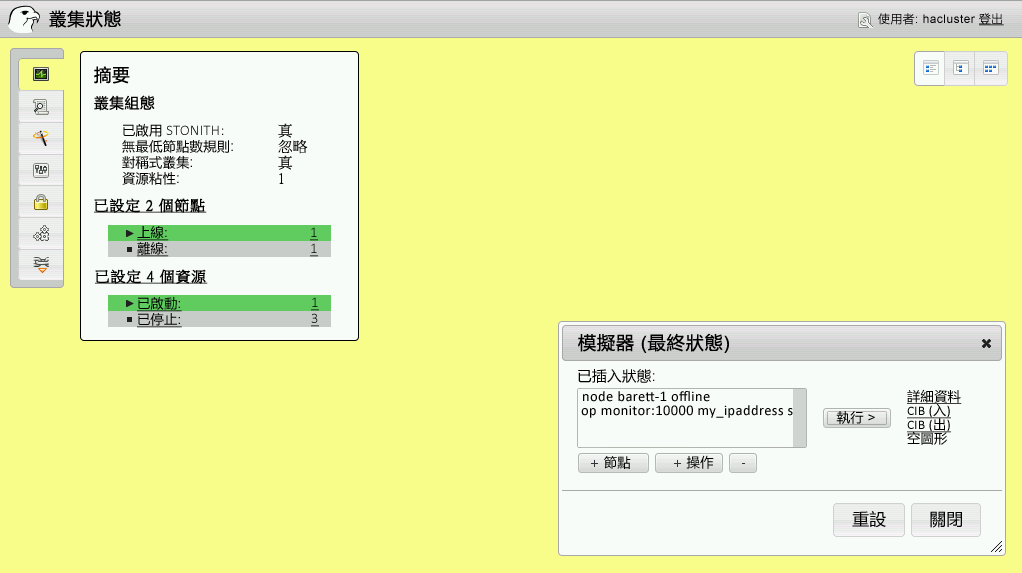 叢集狀態
使用者: hacluster 登出
摘要
叢集組態
已啟用 STONITH: 真
無最低節點數規則: 忽略
對稱式叢集: 真
資源粘性: 1
已設定 2 個節點
上線: 1
離線: 1
已設定 4 個資源
已啟動: 1
已停止: 3
模擬器 (最終狀態)
已插入狀態:
node barett-1 offline
op monitor:10000 my_ipaddress s
執行 >
詳細資料
CIB (入)
CIB (出)
空圖形
+ 節點
+ 操作
-
重設
關閉